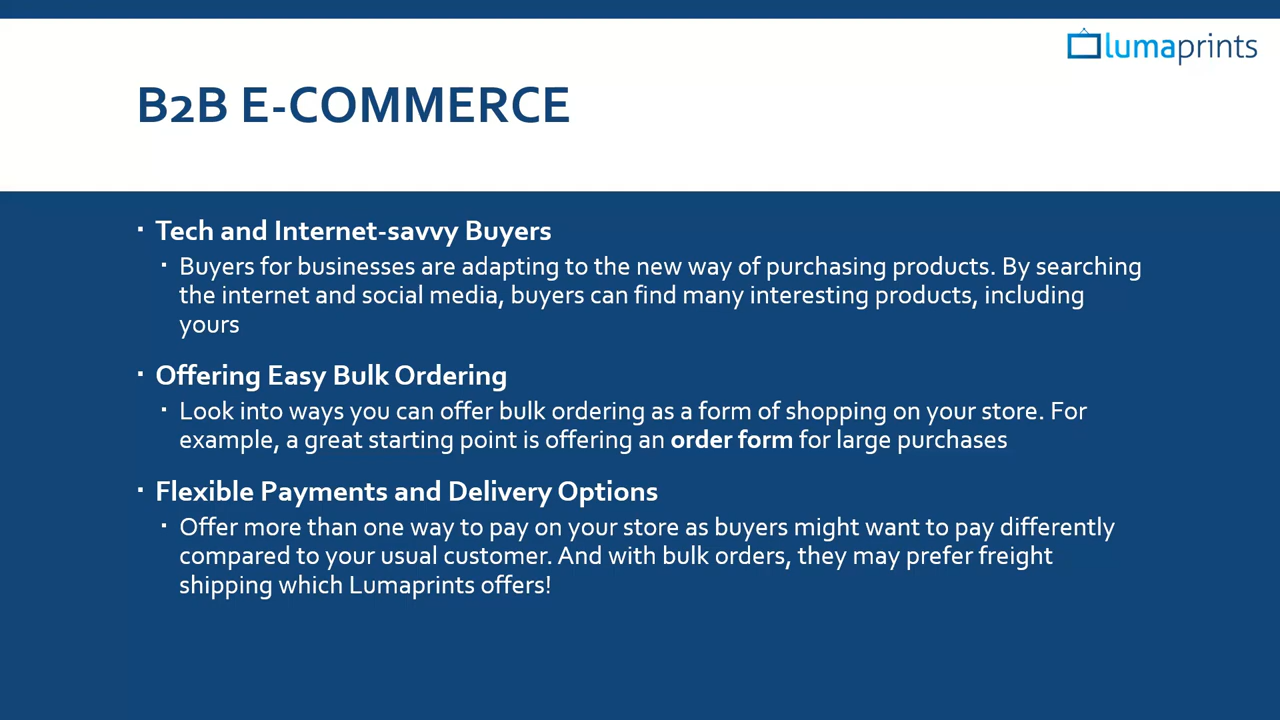 lumaprints
B2B E-COMMERCE
▪ Tech and Internet-savvy Buyers
▪ Buyers for businesses are adapting to the new way of purchasing products. By searching
the internet and social media, buyers can find many interesting products, including
yours
▪ Offering Easy Bulk Ordering
▪ Look into ways you can offer bulk ordering as a form of shopping on your store. For
example, a great starting point is offering an order form for large purchases
▪ Flexible Payments and Delivery Options
▪ Offer more than one way to pay on your store as buyers might want to pay differently
compared to your usual customer. And with bulk orders, they may prefer freight
shipping which Lumaprints offers!